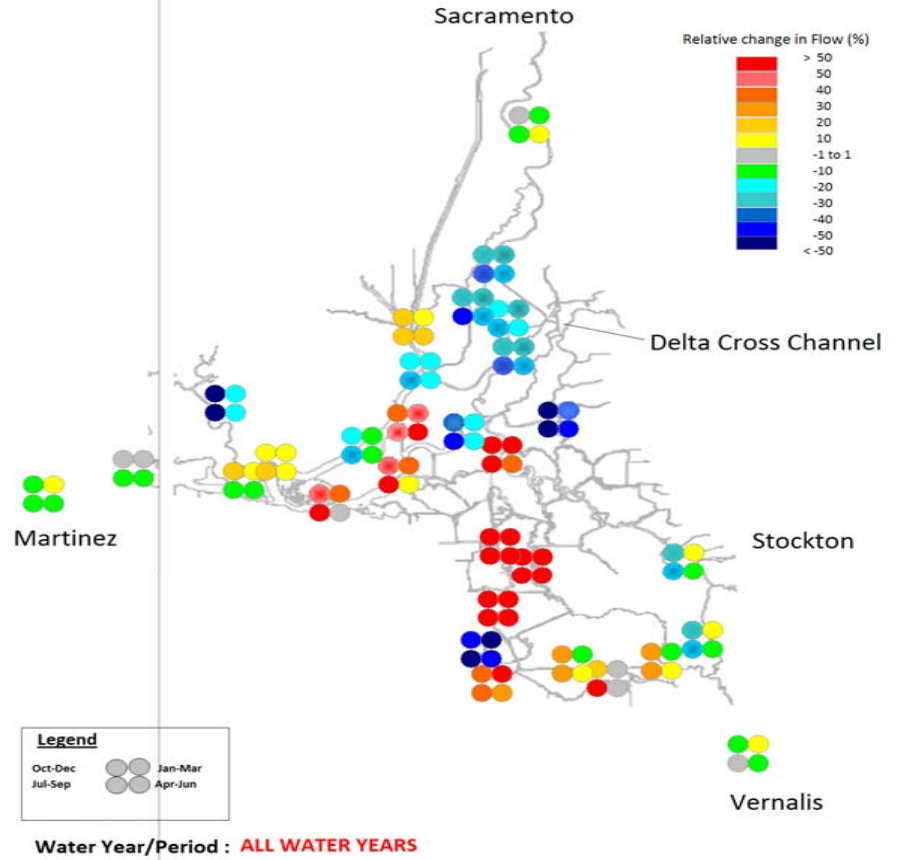 Sacramento
Relative change in Flow (%)
> 50
50
40
30
20
10
-1 to 1
-10
-20
-30
-40
-50
< -50
Delta Cross Channel
Martinez
Stockton
Vernalis
Legend
Oct-Dec Jan-Mar
Jul-Sep Apr-Jun
Water Year/Period : ALL WATER YEARS